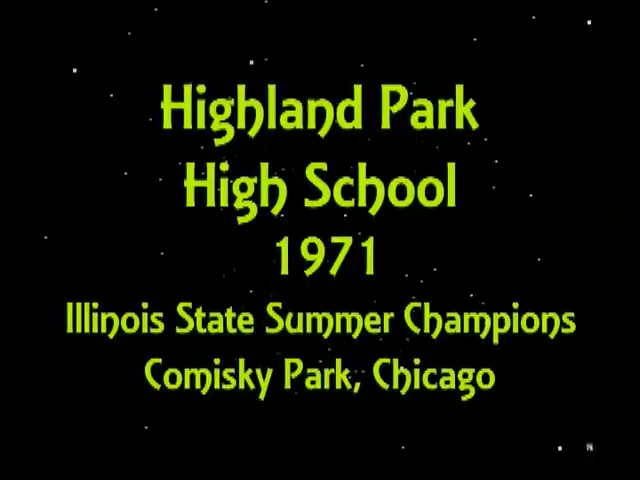 Highland Park
High School
1971
Illinois State Summer Champions
Comisky Park, Chicago